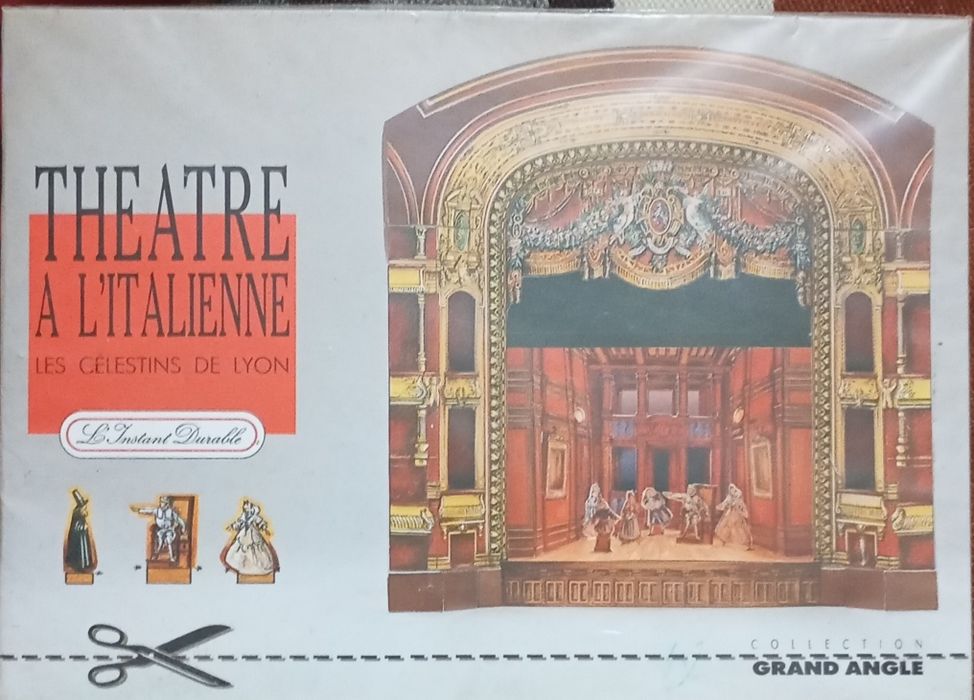 THEATRE
A L'ITALIENNE
LES CÉLESTINS DE LYON
L'Instant Durable
COLLECTION
GRAND ANGLE